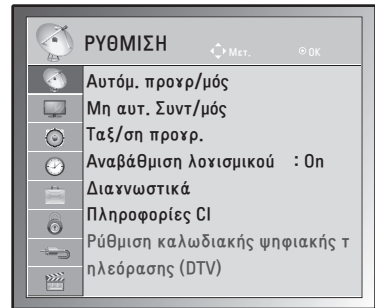 ΡΥΘΜΙΣΗ
Μετ. OK
Αυτόμ. προγρ/μός
Μη αυτ. Συντ/μός
Ταξ/ση προγρ.
Αναβάθμιση λογισμικού : On
Διαγνωστικά
Πληροφορίες CI
Ρύθμιση καλωδιακής ψηφιακής τ
ηλεόρασης (DTV)